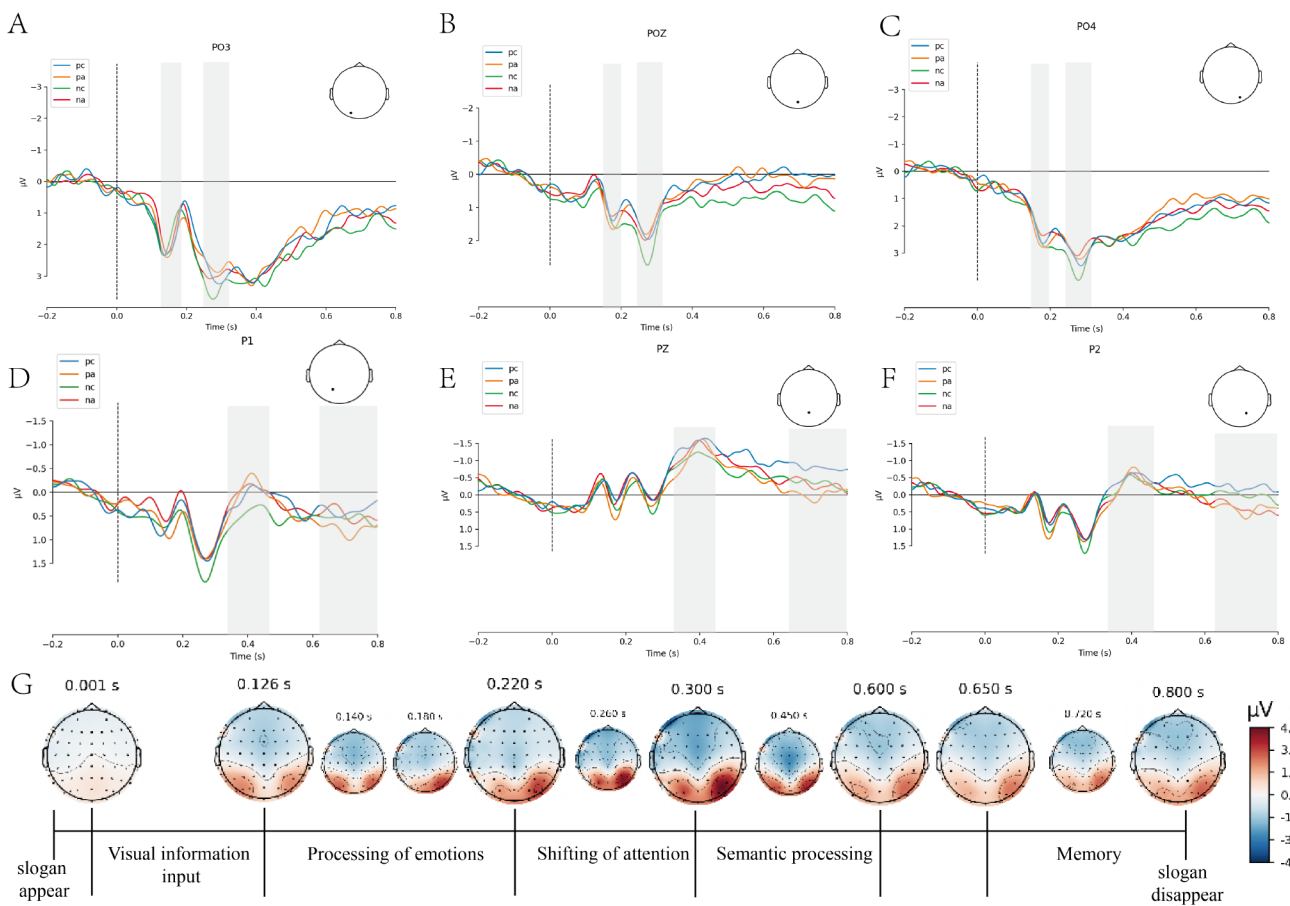 A
PO3
pc
pa
nc
na
−3
−2
−1
0
1
2
3
μV
−0.2
0.0
0.2
0.4
0.6
0.8
Time (s)
B
POZ
pc
pa
nc
na
−2
−1
0
1
2
μV
−0.2
0.0
0.2
0.4
0.6
0.8
Time (s)
C
PO4
pc
pa
nc
na
−3
−2
−1
0
1
2
3
μV
−0.2
0.0
0.2
0.4
0.6
0.8
Time (s)
D
P1
pc
pa
nc
na
−1.5
−1.0
−0.5
0.0
0.5
1.0
1.5
μV
−0.2
0.0
0.2
0.4
0.6
0.8
Time (s)
E
PZ
pc
pa
nc
na
−1.5
−1.0
−0.5
0.0
0.5
1.0
1.5
μV
−0.2
0.0
0.2
0.4
0.6
0.8
Time (s)
F
P2
pc
pa
nc
na
−1.5
−1.0
−0.5
0.0
0.5
1.0
1.5
μV
−0.2
0.0
0.2
0.4
0.6
0.8
Time (s)
G
0.001 s
0.126 s
0.140 s
0.180 s
0.220 s
0.260 s
0.300 s
0.450 s
0.600 s
0.650 s
0.720 s
0.800 s
μV
slogan
appear
Visual information
input
Processing of emotions
Shifting of attention
Semantic processing
Memory
slogan
disappear